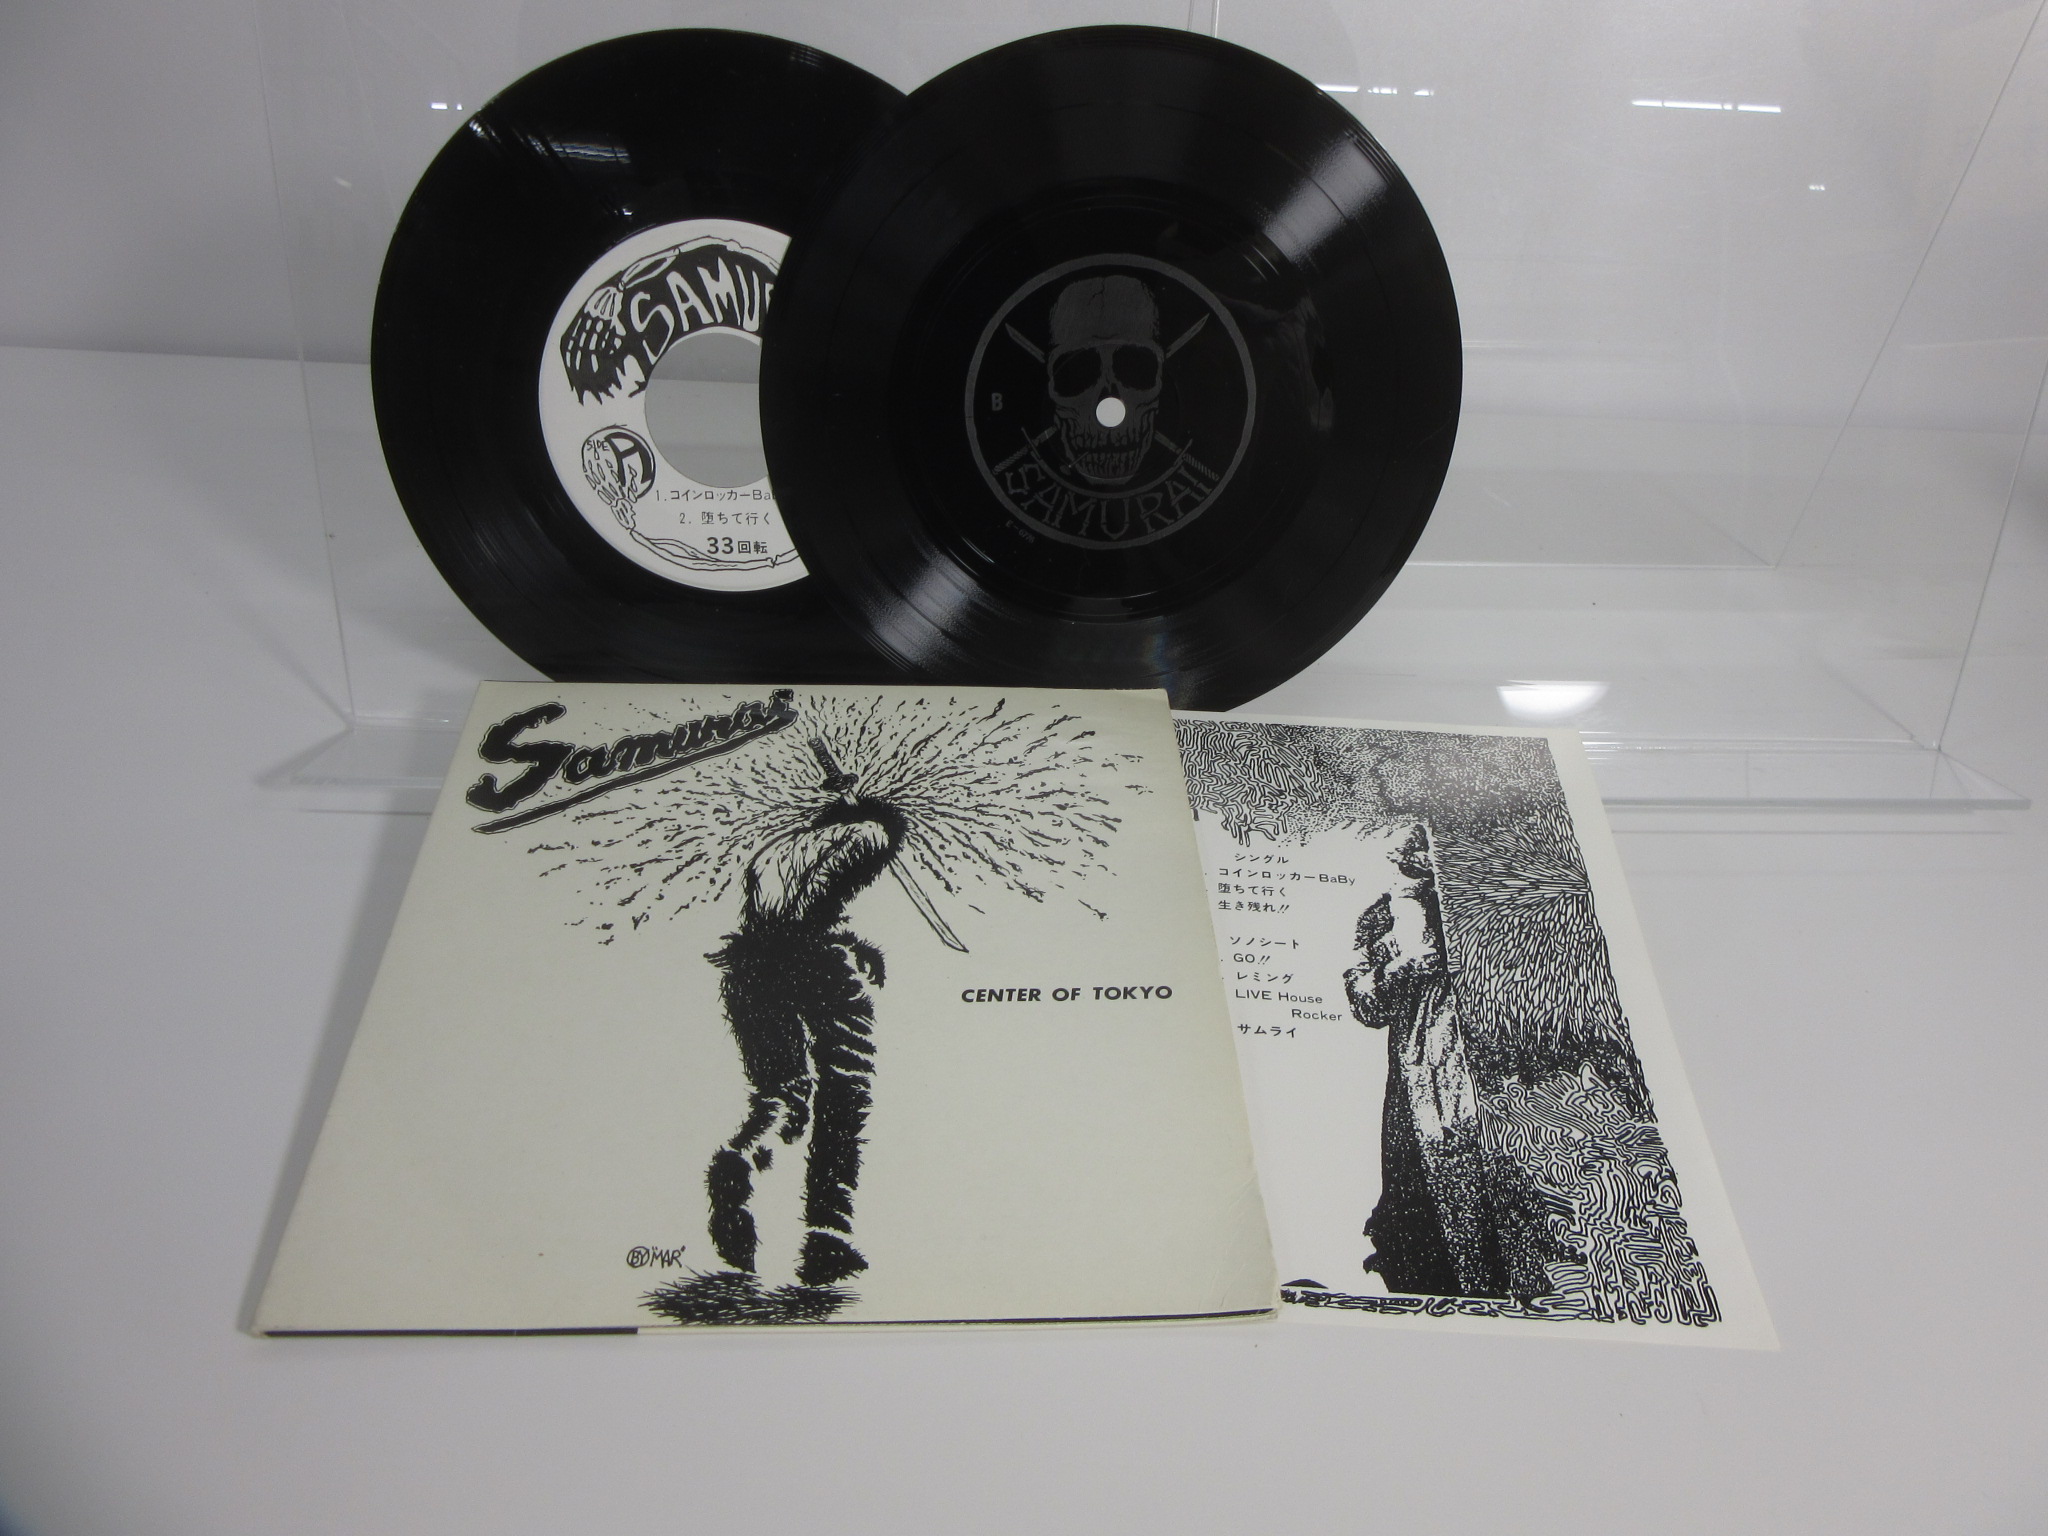 SAMU
SIDE A
1.コインロッカーBa
2.堕ちて行く
33回転
B
SAMURAI
Samurai
CENTER OF TOKYO
BY "MAR"
シングル
コインロッカーBaBy
堕ちて行く
生き残れ!!
ソノシート
GO!!
レミング
LIVE House
Rocker
サムライ